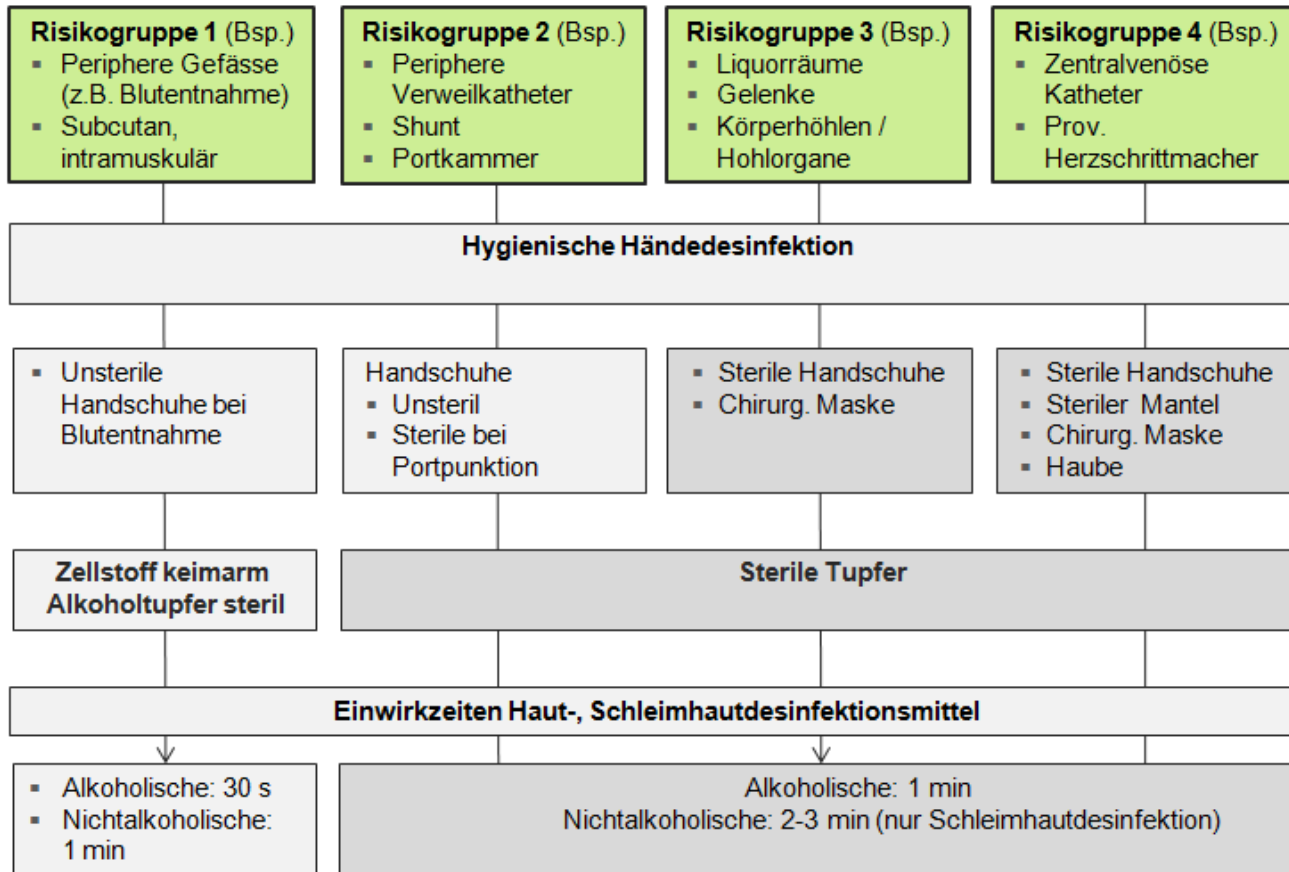 Risikogruppe 1 (Bsp.)
▪ Periphere Gefässe
(z.B. Blutentnahme)
▪ Subcutan,
intramuskulär
Risikogruppe 2 (Bsp.)
▪ Periphere
Verweilkatheter
▪ Shunt
▪ Portkammer
Risikogruppe 3 (Bsp.)
▪ Liquorräume
▪ Gelenke
▪ Körperhöhlen /
Hohlorgane
Risikogruppe 4 (Bsp.)
▪ Zentralvenöse
Katheter
▪ Prov.
Herzschrittmacher
Hygienische Händedesinfektion
▪ Unsterile
Handschuhe bei
Blutentnahme
Handschuhe
▪ Unsteril
▪ Sterile bei
Portpunktion
▪ Sterile Handschuhe
▪ Chirurg. Maske
▪ Sterile Handschuhe
▪ Steriler Mantel
▪ Chirurg. Maske
▪ Haube
Zellstoff keimarm
Alkoholtupfer steril
Sterile Tupfer
Einwirkzeiten Haut-, Schleimhautdesinfektionsmittel
▪ Alkoholische: 30 s
▪ Nichtalkoholische:
1 min
Alkoholische: 1 min
Nichtalkoholische: 2-3 min (nur Schleimhautdesinfektion)